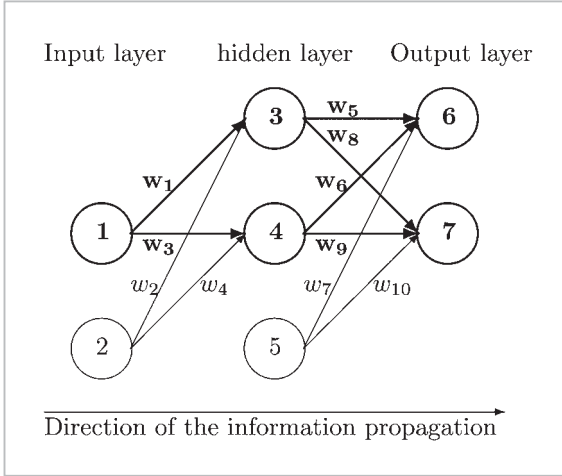 Input layer hidden layer Output layer
3 w₅ 6
w₈
w₁ w₆
1 w₃ 4 w₉ 7
w₂ w₄ w₇ w₁₀
2 5
Direction of the information propagation